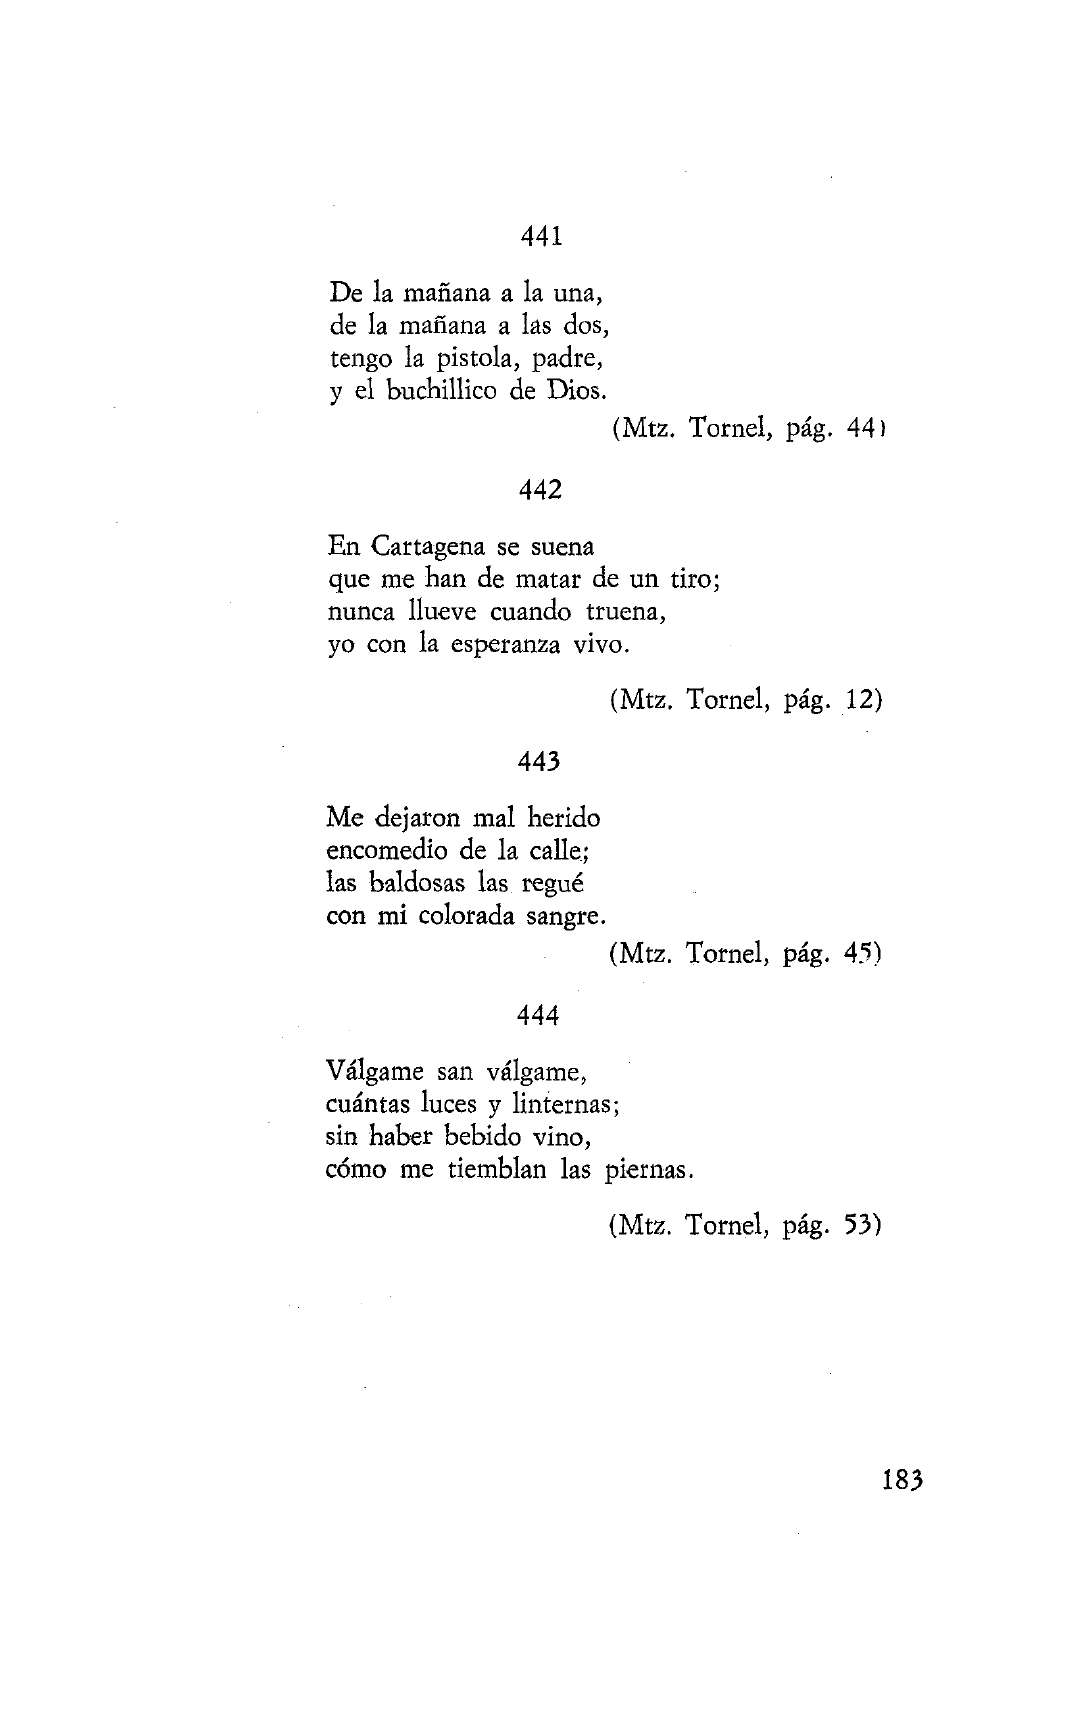 441
De la mañana a la una,
de la mañana a las dos,
tengo la pistola, padre,
y el buchillico de Dios.
(Mtz. Tornel, pág. 44)
442
En Cartagena se suena
que me han de matar de un tiro;
nunca llueve cuando truena,
yo con la esperanza vivo.
(Mtz. Tornel, pág. 12)
443
Me dejaron mal herido
encomedio de la calle;
las baldosas las regué
con mi colorada sangre.
(Mtz. Tornel, pág. 45)
444
Válgame san válgame,
cuántas luces y linternas;
sin haber bebido vino,
cómo me tiemblan las piernas.
(Mtz. Tornel, pág. 53)
183